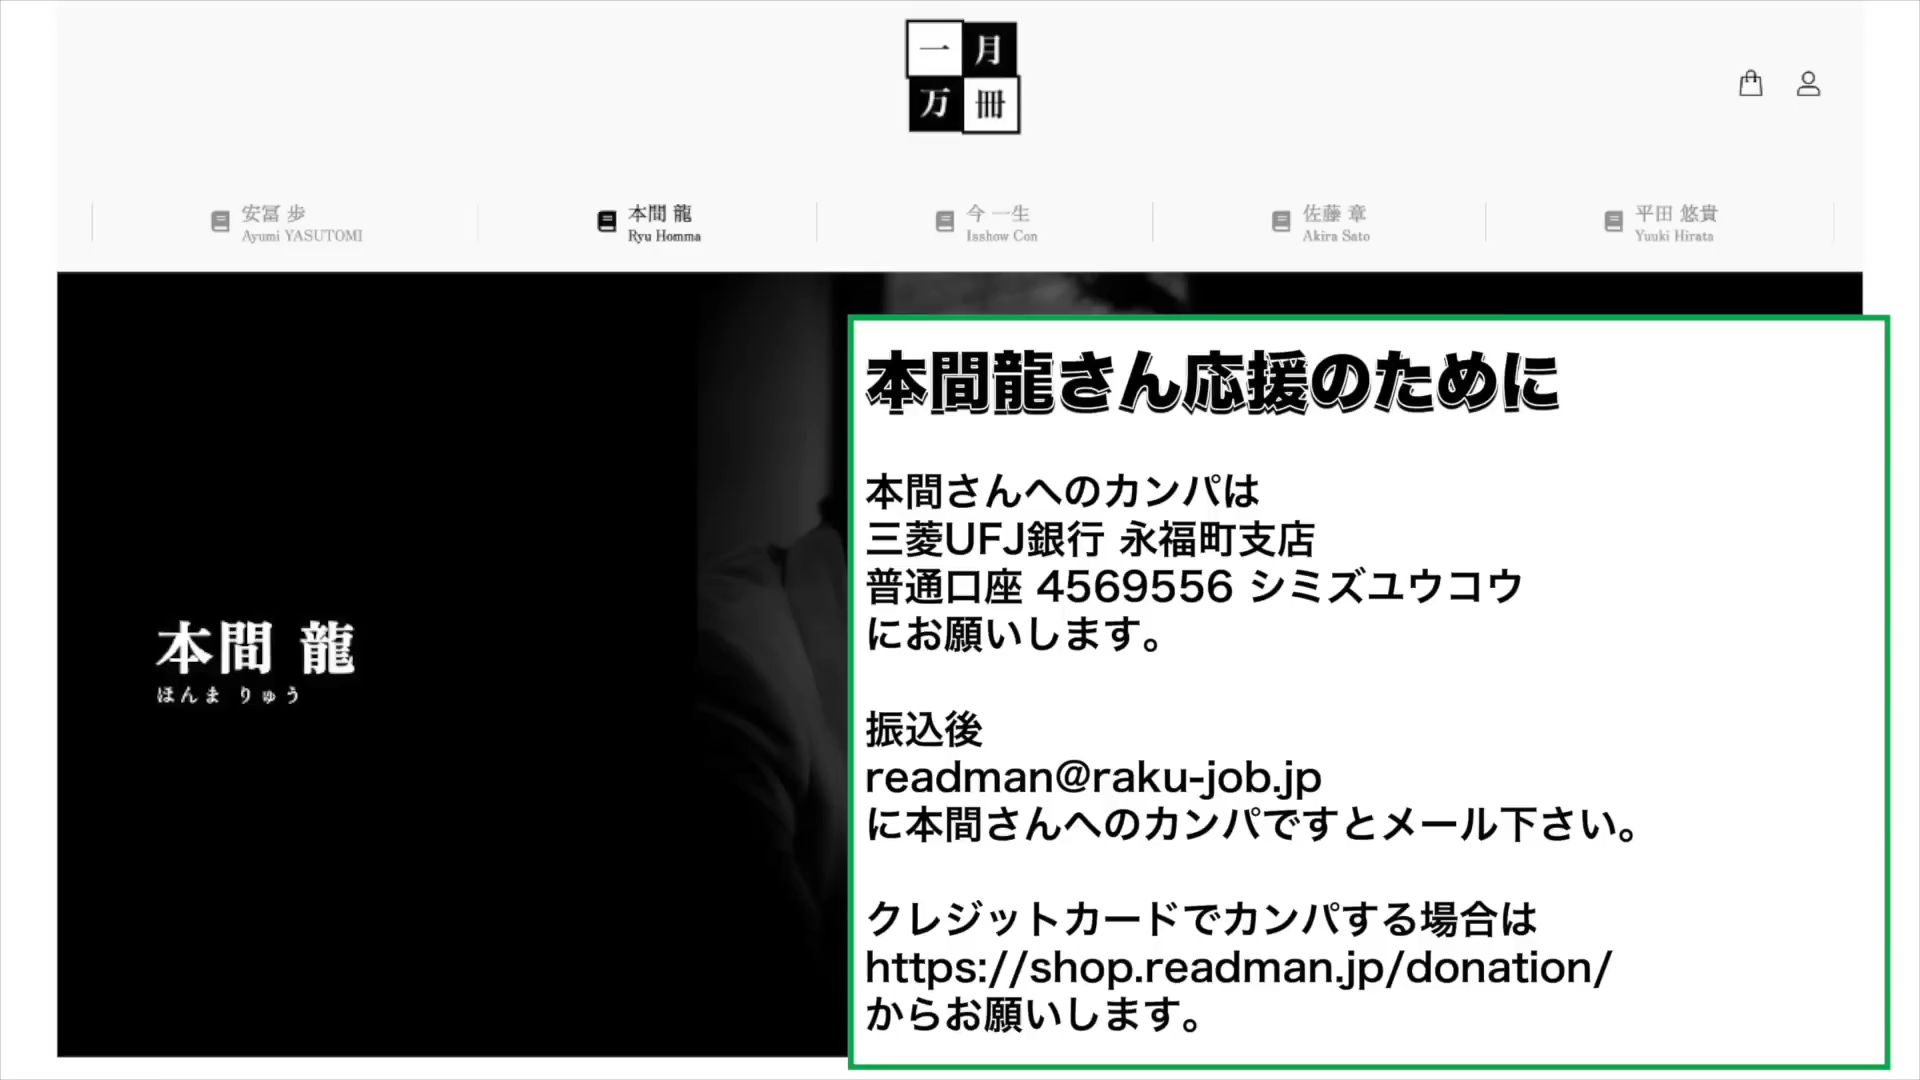 一月
万冊
安冨 歩
Ayumi YASUTOMI
本間 龍
Ryu Homma
今 一生
Isshow Con
佐藤 章
Akira Sato
平田 悠貴
Yuuki Hirata
本間 龍
ほんま りゅう
本間龍さん応援のために
本間さんへのカンパは
三菱UFJ銀行 永福町支店
普通口座 4569556 シミズユウコウ
にお願いします。
振込後
readman@raku-job.jp
に本間さんへのカンパですとメール下さい。
クレジットカードでカンパする場合は
https://shop.readman.jp/donation/
からお願いします。